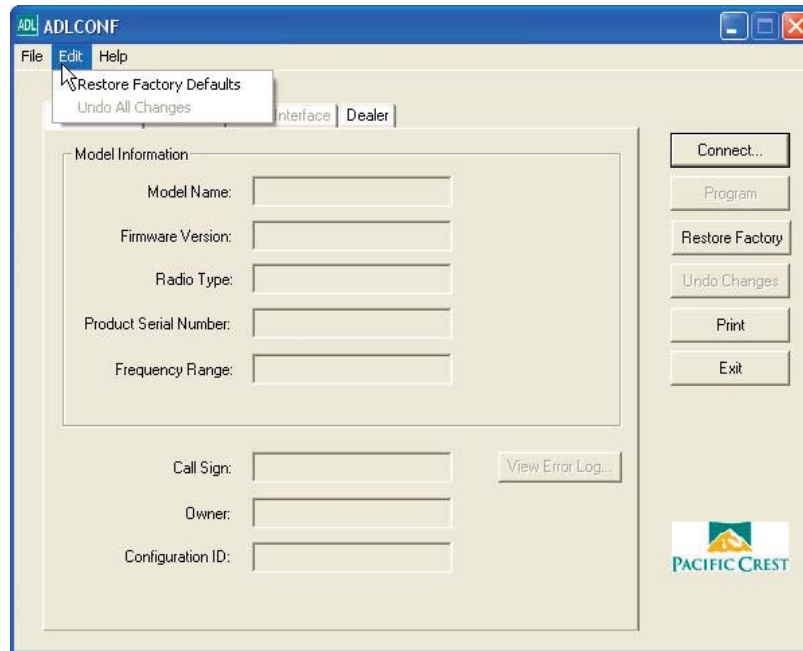 ADL ADLCONF
File Edit Help
Restore Factory Defaults
Undo All Changes
Interface Dealer
Model Information
Model Name:
Firmware Version:
Radio Type:
Product Serial Number:
Frequency Range:
Call Sign:
View Error Log...
Owner:
Configuration ID:
Connect...
Program
Restore Factory
Undo Changes
Print
Exit
PACIFIC CREST